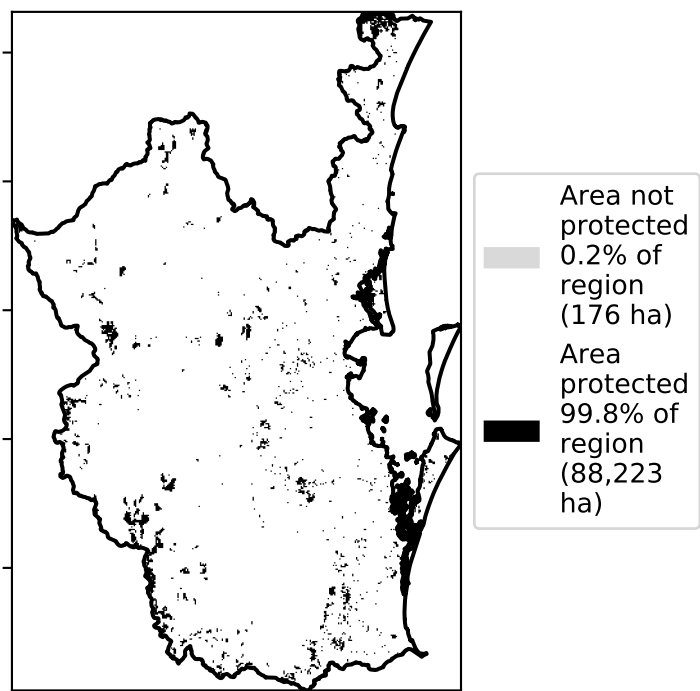 Area not
protected
0.2% of
region
(176 ha)
Area
protected
99.8% of
region
(88,223
ha)